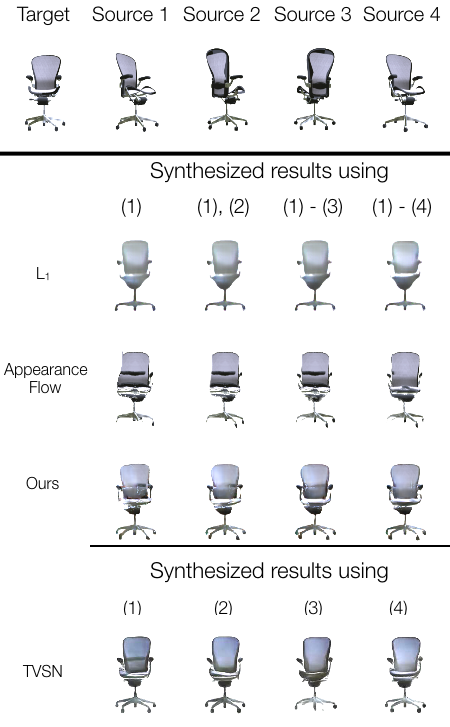 Target Source 1 Source 2 Source 3 Source 4
Synthesized results using
(1) (1), (2) (1) - (3) (1) - (4)
L₁
Appearance
Flow
Ours
Synthesized results using
(1) (2) (3) (4)
TVSN